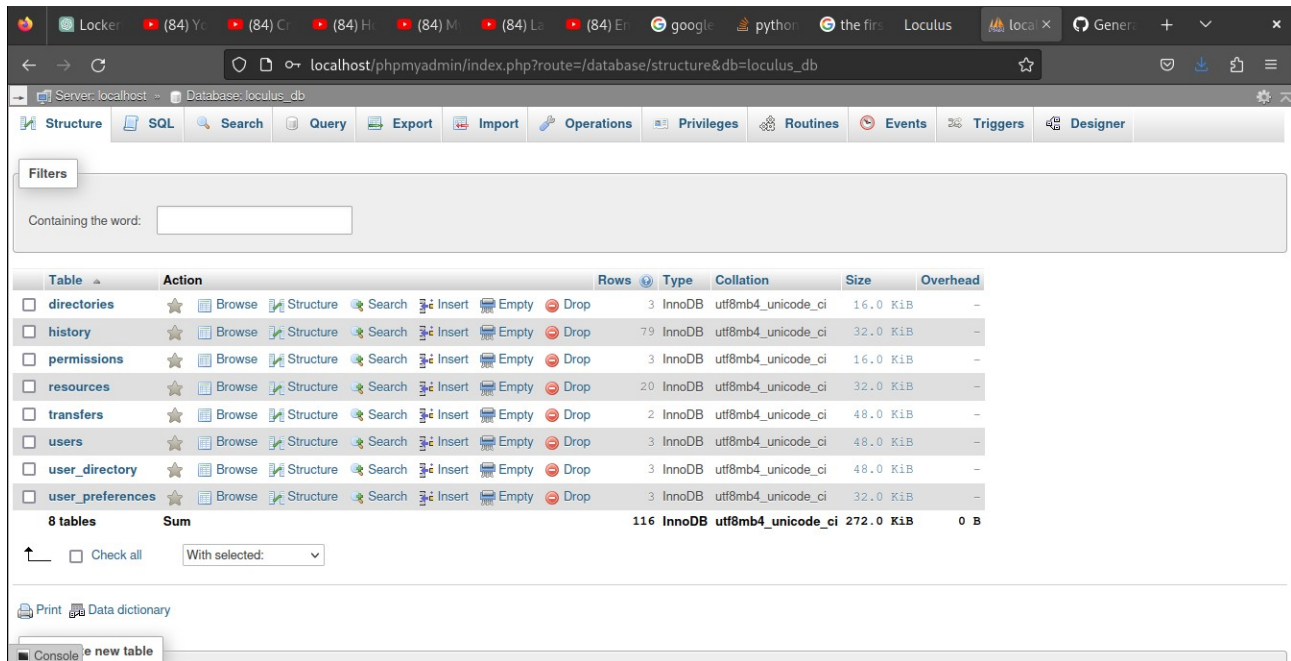 Locker (84) Yo (84) Cr (84) Ho (84) M (84) La (84) En google python the firs Loculus local Genera
localhost/phpmyadmin/index.php?route=/database/structure&db=loculus_db
Server: localhost » Database: loculus_db
Structure SQL Search Query Export Import Operations Privileges Routines Events Triggers Designer
Filters
Containing the word:
Table Action Rows Type Collation Size Overhead
directories Browse Structure Search Insert Empty Drop 3 InnoDB utf8mb4_unicode_ci 16.0 KiB –
history Browse Structure Search Insert Empty Drop 79 InnoDB utf8mb4_unicode_ci 32.0 KiB –
permissions Browse Structure Search Insert Empty Drop 3 InnoDB utf8mb4_unicode_ci 16.0 KiB –
resources Browse Structure Search Insert Empty Drop 20 InnoDB utf8mb4_unicode_ci 32.0 KiB –
transfers Browse Structure Search Insert Empty Drop 2 InnoDB utf8mb4_unicode_ci 48.0 KiB –
users Browse Structure Search Insert Empty Drop 3 InnoDB utf8mb4_unicode_ci 48.0 KiB –
user_directory Browse Structure Search Insert Empty Drop 3 InnoDB utf8mb4_unicode_ci 48.0 KiB –
user_preferences Browse Structure Search Insert Empty Drop 3 InnoDB utf8mb4_unicode_ci 32.0 KiB –
8 tables Sum 116 InnoDB utf8mb4_unicode_ci 272.0 KiB 0 B
Check all With selected:
Print Data dictionary
Console e new table